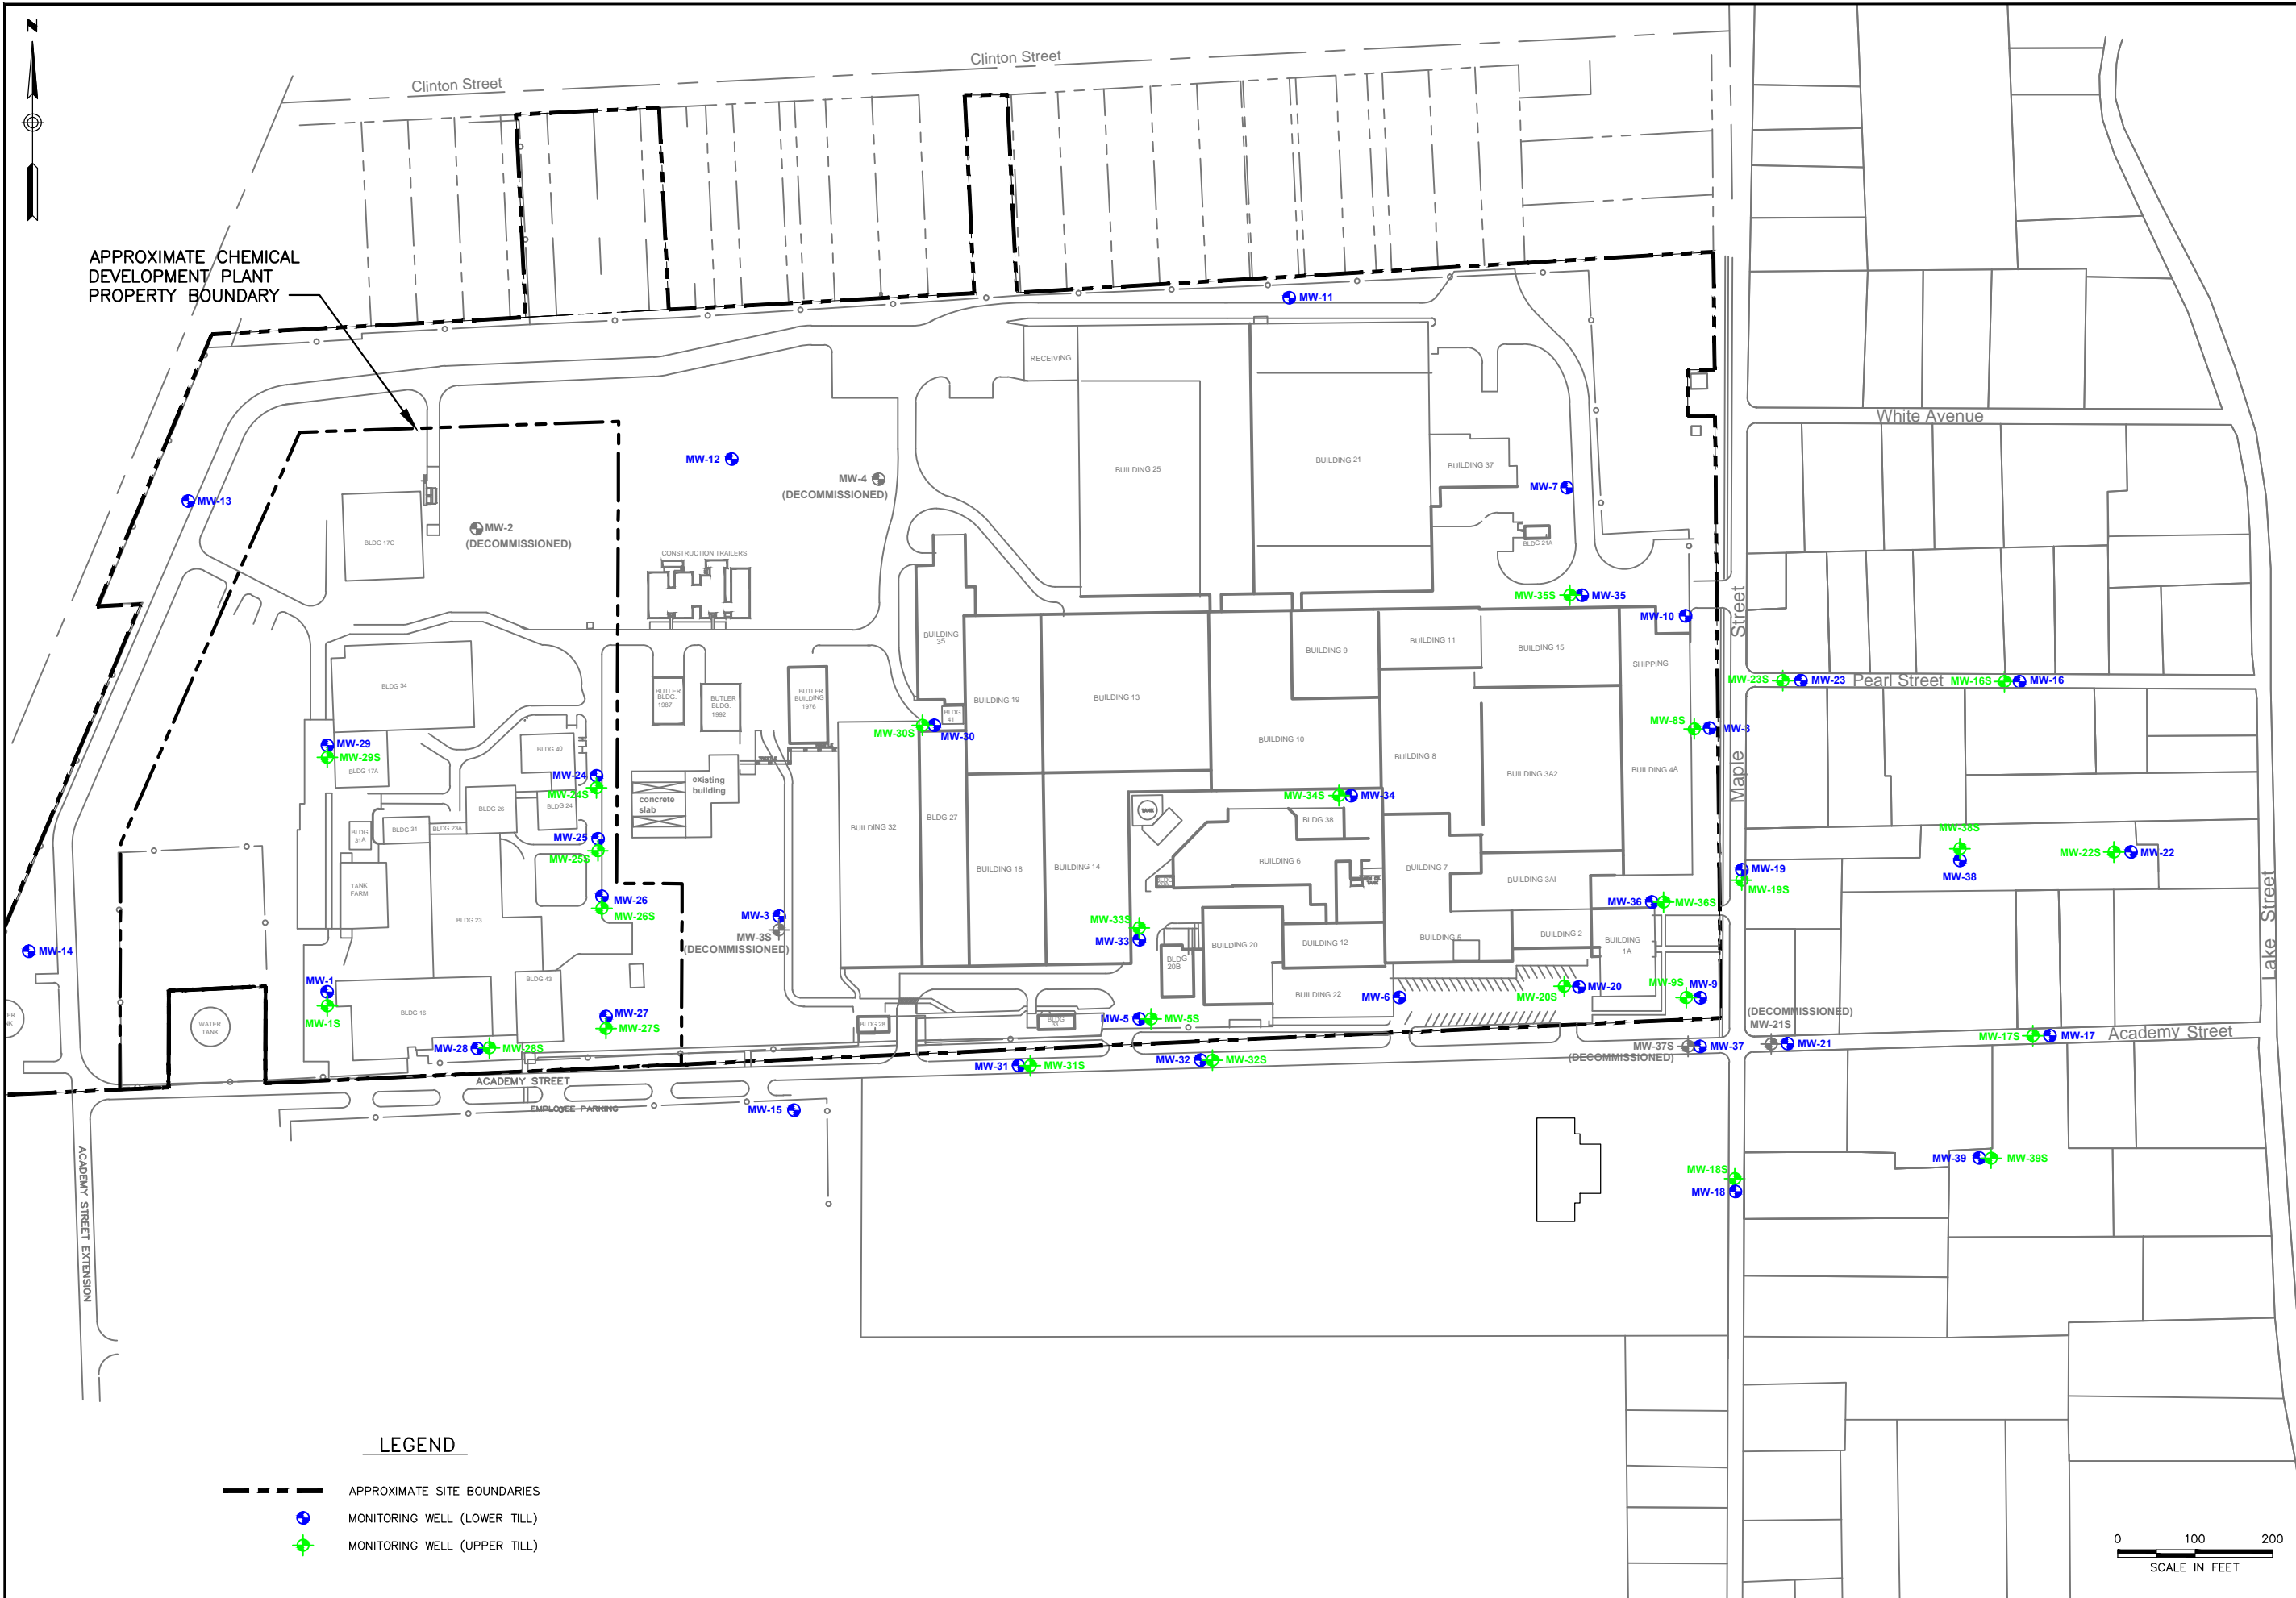 N
Clinton Street
Clinton Street
APPROXIMATE CHEMICAL
DEVELOPMENT PLANT
PROPERTY BOUNDARY
MW-11
RECEIVING
White Avenue
MW-12
BUILDING 21
BUILDING 37
BUILDING 25
MW-4
(DECOMMISSIONED)
MW-7
MW-13
MW-2
(DECOMMISSIONED)
BLDG 17C
BLDG 21A
CONSTRUCTION TRAILERS
MW-35S
MW-35
MW-10
Maple
Street
BUILDING
35
BUILDING 11
BUILDING 15
BUILDING 9
SHIPPING
MW-23S
MW-23
Pearl Street
MW-16S
MW-16
BLDG 34
BUTLER
BLDG.
1987
BUTLER
BLDG.
1992
BUTLER
BUILDING
1976
BUILDING 19
BUILDING 13
BLDG
41
MW-30S
MW-30
MW-8S
MW-8
BUILDING 10
MW-29
MW-29S
BLDG 17A
BLDG 40
BUILDING 8
BUILDING 3A2
BUILDING 4A
MW-24
MW-24S
existing
building
concrete
slab
BLDG 26
BLDG 24
MW-34S
MW-34
TANK
BLDG 38
BLDG
31A
BLDG 31
BLDG 23A
BUILDING 32
BLDG 27
MW-25
MW-25S
MW-38S
MW-38
MW-22S
MW-22
BUILDING 18
BUILDING 14
BUILDING 6
BUILDING 7
BUILDING 3AI
MW-19
MW-19S
TANK
FARM
MW-26
MW-26S
MW-36
MW-36S
BLDG 23
MW-3
MW-3S
(DECOMMISSIONED)
MW-33S
MW-33
BUILDING 20
BUILDING 12
BUILDING 5
BUILDING 2
BUILDING
1A
Lake Street
MW-14
BLDG
20B
BLDG 43
MW-1
MW-1S
BLDG 16
BUILDING 22
MW-6
MW-20S
MW-20
MW-9S
MW-9
WATER
TANK
MW-27
MW-27S
BLDG 28
BLDG
33
MW-5
MW-5S
(DECOMMISSIONED)
MW-21S
MW-21
MW-17S
MW-17
Academy Street
MW-28
MW-28S
MW-37S
MW-37
(DECOMMISSIONED)
MW-31
MW-31S
MW-32
MW-32S
ACADEMY STREET
EMPLOYEE PARKING
MW-15
MW-39
MW-39S
MW-18S
MW-18
ACADEMY STREET EXTENSION
LEGEND
APPROXIMATE SITE BOUNDARIES
MONITORING WELL (LOWER TILL)
MONITORING WELL (UPPER TILL)
0 100 200
SCALE IN FEET